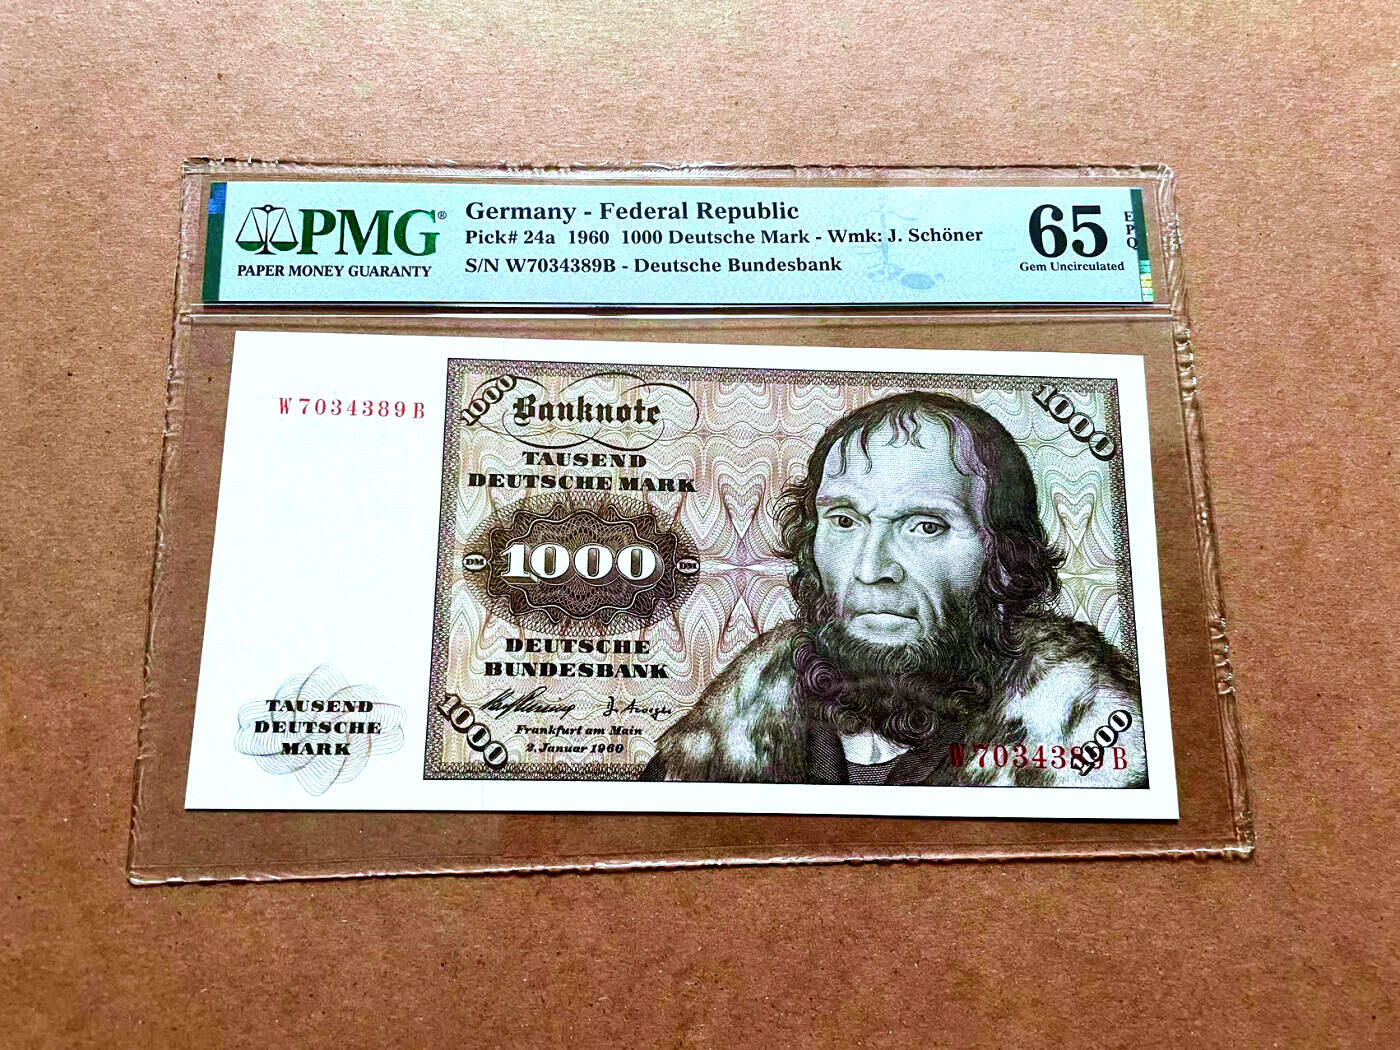 PMG®
PAPER MONEY GUARANTY
Germany - Federal Republic
Pick# 24a 1960 1000 Deutsche Mark - Wmk: J. Schöner
S/N W7034389B - Deutsche Bundesbank
65
Gem Uncirculated
EPQ
W7034389B
1000
Banknote
1000
TAUSEND
DEUTSCHE MARK
DM 1000 DM
DEUTSCHE
BUNDESBANK
Frankfurt am Main
2. Januar 1960
1000
1000
TAUSEND
DEUTSCHE
MARK
W7034389B